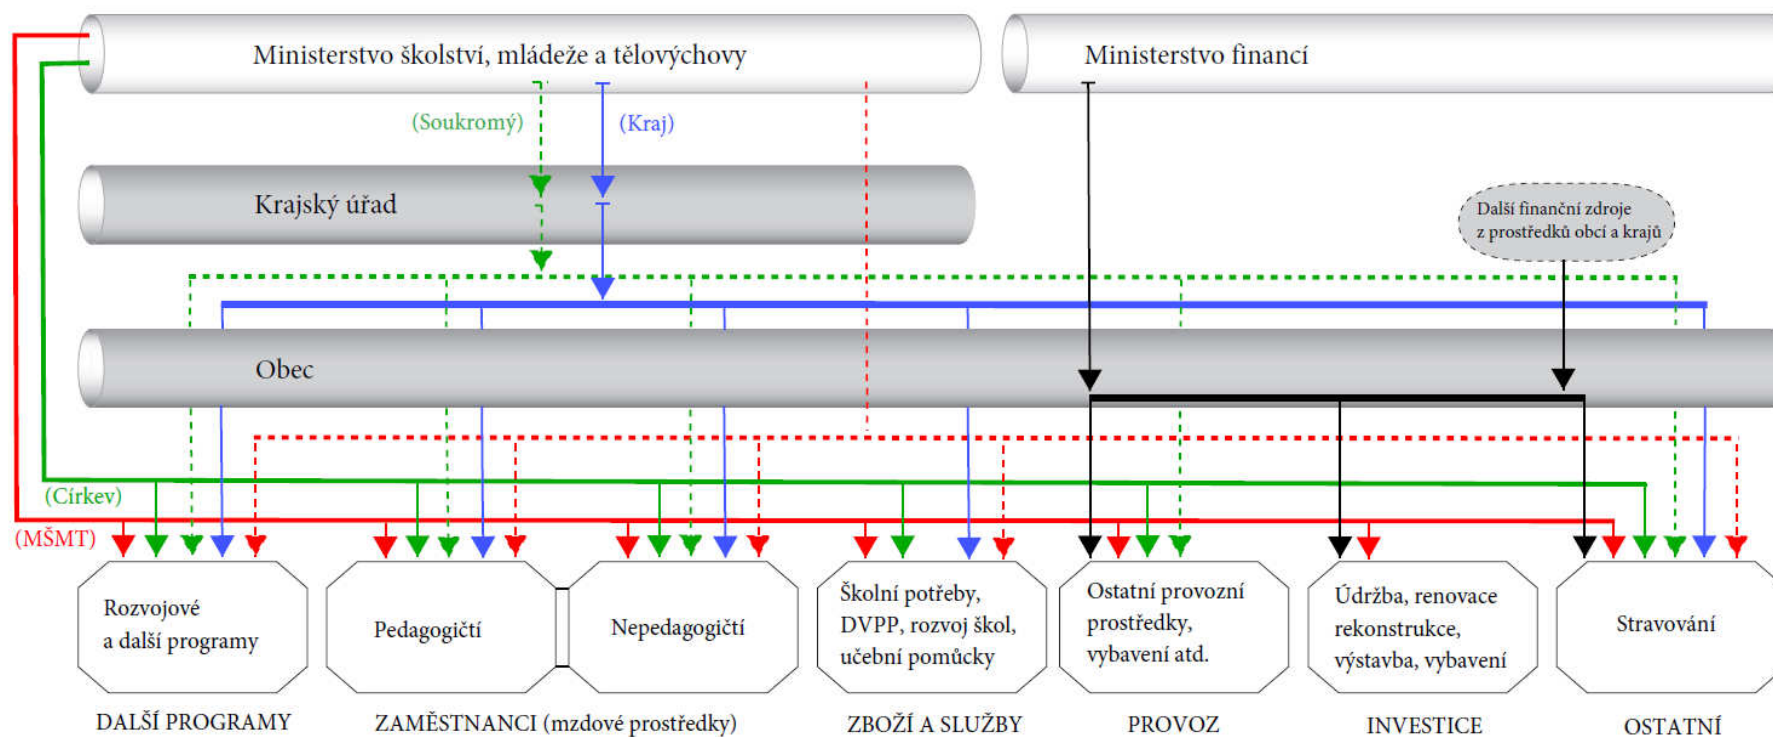 Ministerstvo školství, mládeže a tělovýchovy
Ministerstvo financí
(Soukromý)
(Kraj)
Krajský úřad
Další finanční zdroje
z prostředků obcí a krajů
Obec
(Církev)
(MŠMT)
Rozvojové
a další programy
Pedagogičtí
Nepedagogičtí
Školní potřeby,
DVPP, rozvoj škol,
učební pomůcky
Ostatní provozní
prostředky,
vybavení atd.
Údržba, renovace
rekonstrukce,
výstavba, vybavení
Stravování
DALŠÍ PROGRAMY
ZAMĚSTNANCI (mzdové prostředky)
ZBOŽÍ A SLUŽBY
PROVOZ
INVESTICE
OSTATNÍ